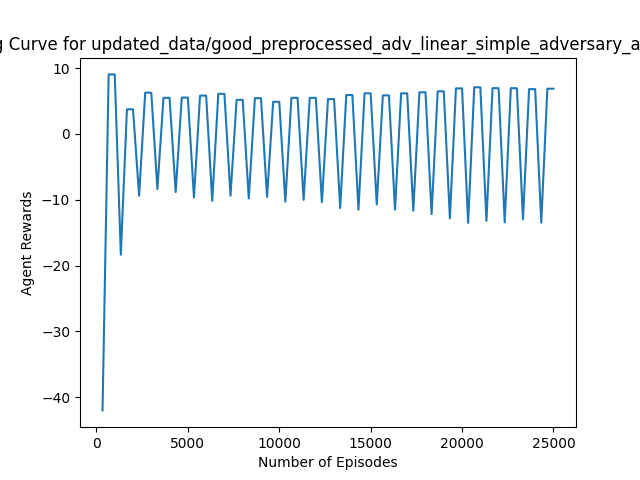 g Curve for updated_data/good_preprocessed_adv_linear_simple_adversary_a
10
0
−10
−20
−30
−40
Agent Rewards
0 5000 10000 15000 20000 25000
Number of Episodes